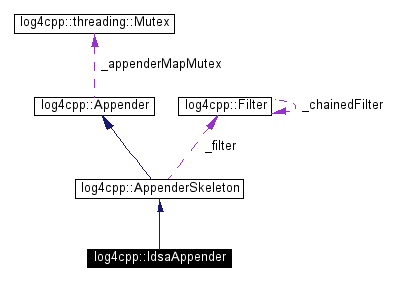 log4cpp::threading::Mutex
_appenderMapMutex
log4cpp::Appender
log4cpp::Filter
_chainedFilter
_filter
log4cpp::AppenderSkeleton
log4cpp::IdsaAppender